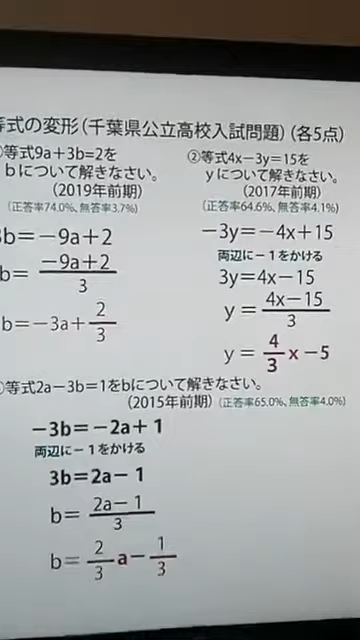 等式の変形(千葉県公立高校入試問題)(各5点)
等式9a+3b=2を
bについて解きなさい。
(2019年前期)
(正答率74.0%、無答率3.7%)
3b=-9a+2
b= -9a+2
3
b=-3a+ 2
3
②等式4x-3y=15を
yについて解きなさい。
(2017年前期)
(正答率64.6%、無答率4.1%)
-3y=-4x+15
両辺に-1をかける
3y=4x-15
y= 4x-15
3
y= 4 x-5
3
等式2a-3b=1をbについて解きなさい。
(2015年前期)(正答率65.0%、無答率4.0%)
-3b=-2a+1
両辺に-1をかける
3b=2a-1
b= 2a-1
3
b= 2 a- 1
3 3